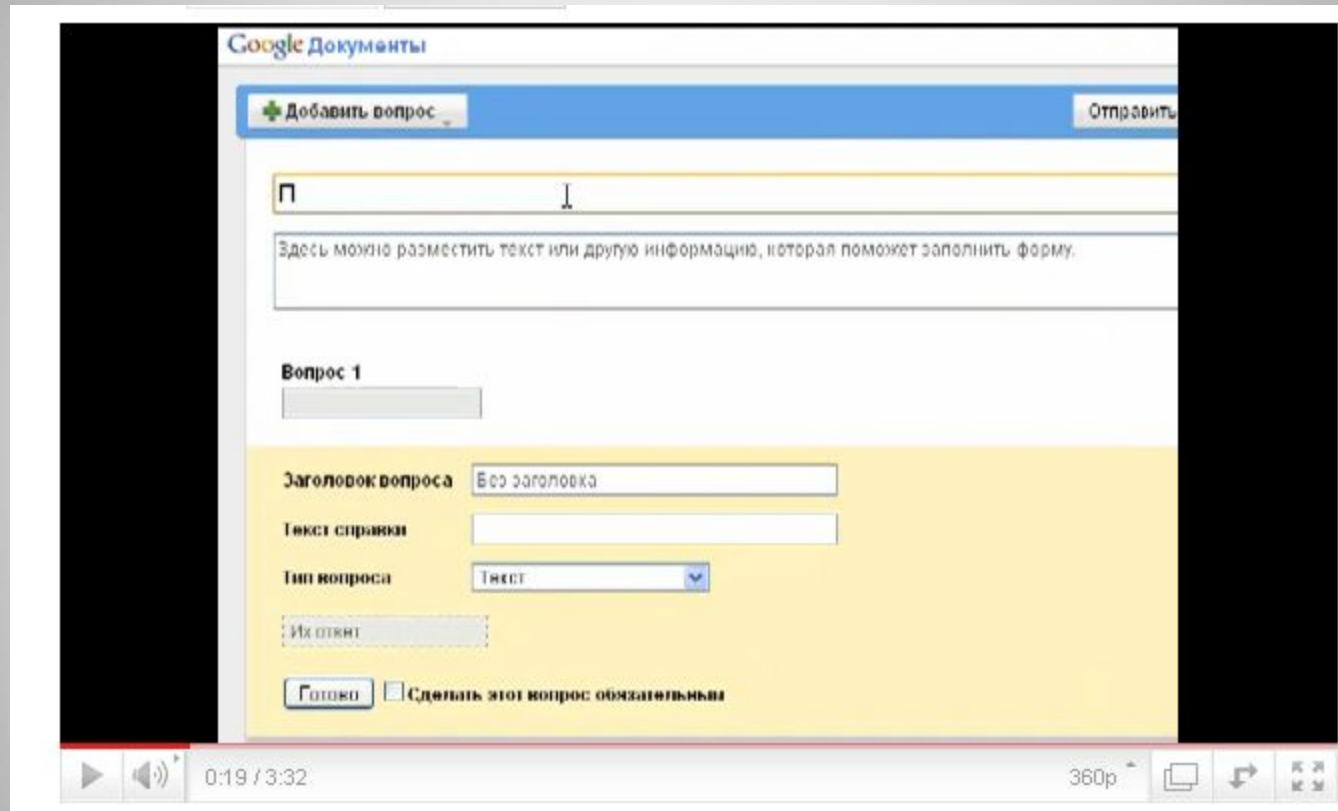 Google Документы
Добавить вопрос
Отправить
П
Здесь можно разместить текст или другую информацию, которая поможет заполнить форму.
Вопрос 1
Заголовок вопроса Без заголовка
Текст справки
Тип вопроса Текст
Их ответ
Готово Сделать этот вопрос обязательным
0:19 / 3:32
360p